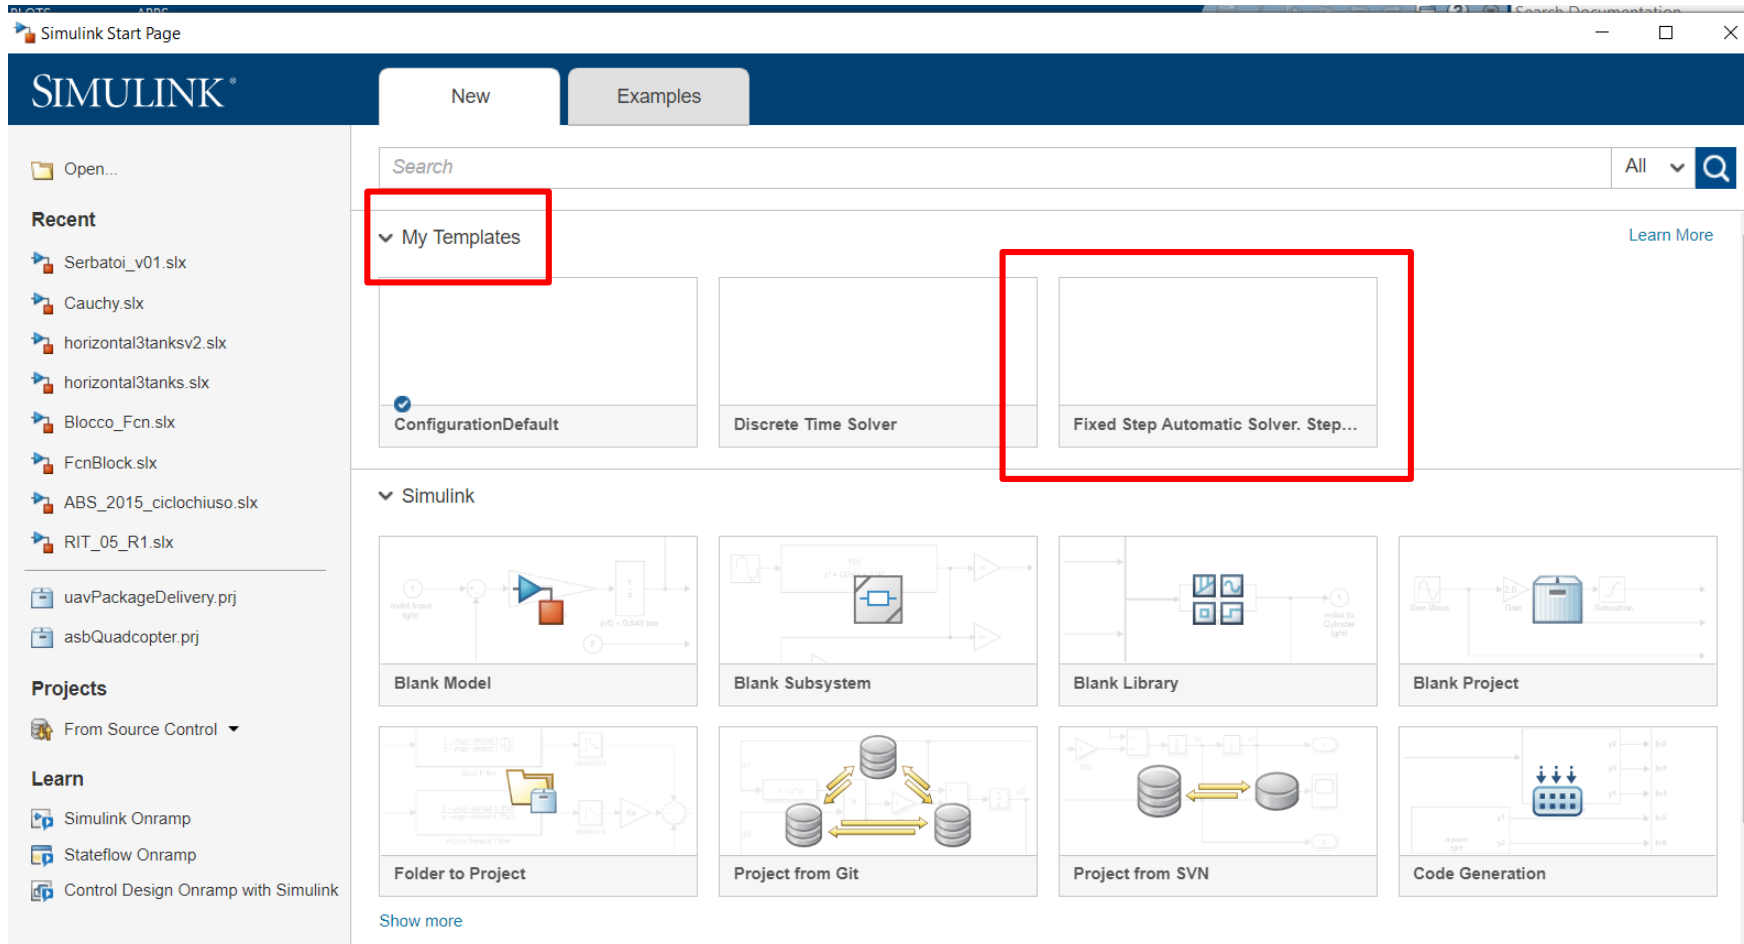 Search Documentation
Simulink Start Page
SIMULINK®
New
Examples
Open...
Search
All
Recent
My Templates
Learn More
Serbatoi_v01.slx
Cauchy.slx
horizontal3tanksv2.slx
horizontal3tanks.slx
Blocco_Fcn.slx
FcnBlock.slx
ABS_2015_ciclochiuso.slx
RIT_05_R1.slx
ConfigurationDefault
Discrete Time Solver
Fixed Step Automatic Solver. Step...
Simulink
uavPackageDelivery.prj
asbQuadcopter.prj
Blank Model
Blank Subsystem
Blank Library
Blank Project
Projects
From Source Control
Learn
Simulink Onramp
Stateflow Onramp
Control Design Onramp with Simulink
Folder to Project
Project from Git
Project from SVN
Code Generation
Show more